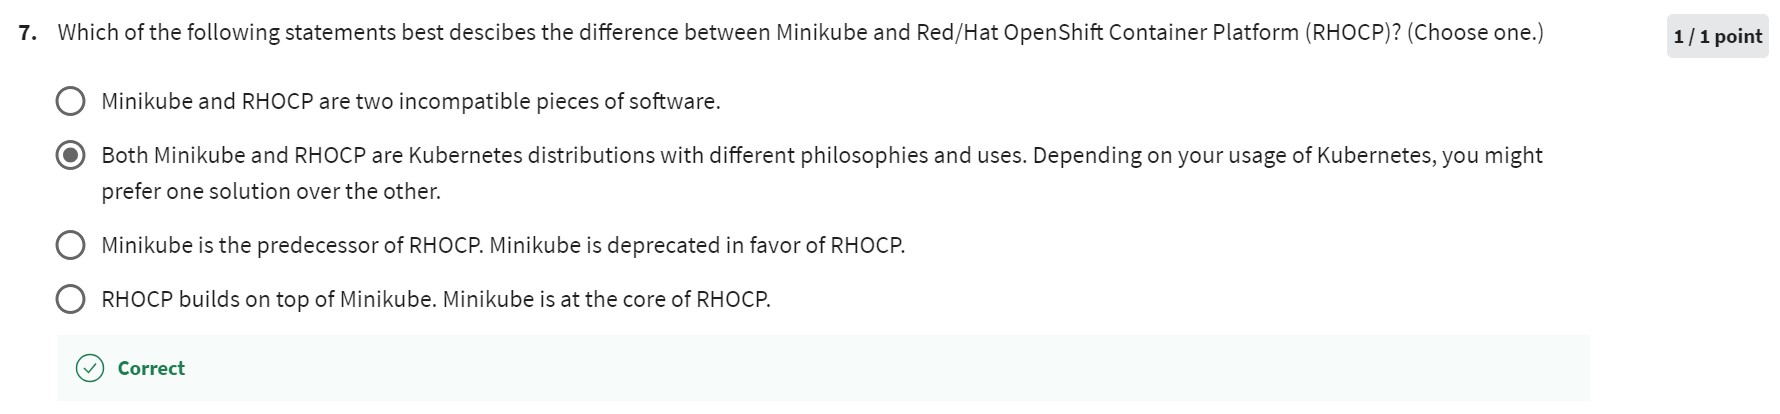 7. Which of the following statements best descibes the difference between Minikube and Red/Hat OpenShift Container Platform (RHOCP)? (Choose one.)
1 / 1 point
Minikube and RHOCP are two incompatible pieces of software.
Both Minikube and RHOCP are Kubernetes distributions with different philosophies and uses. Depending on your usage of Kubernetes, you might
prefer one solution over the other.
Minikube is the predecessor of RHOCP. Minikube is deprecated in favor of RHOCP.
RHOCP builds on top of Minikube. Minikube is at the core of RHOCP.
Correct